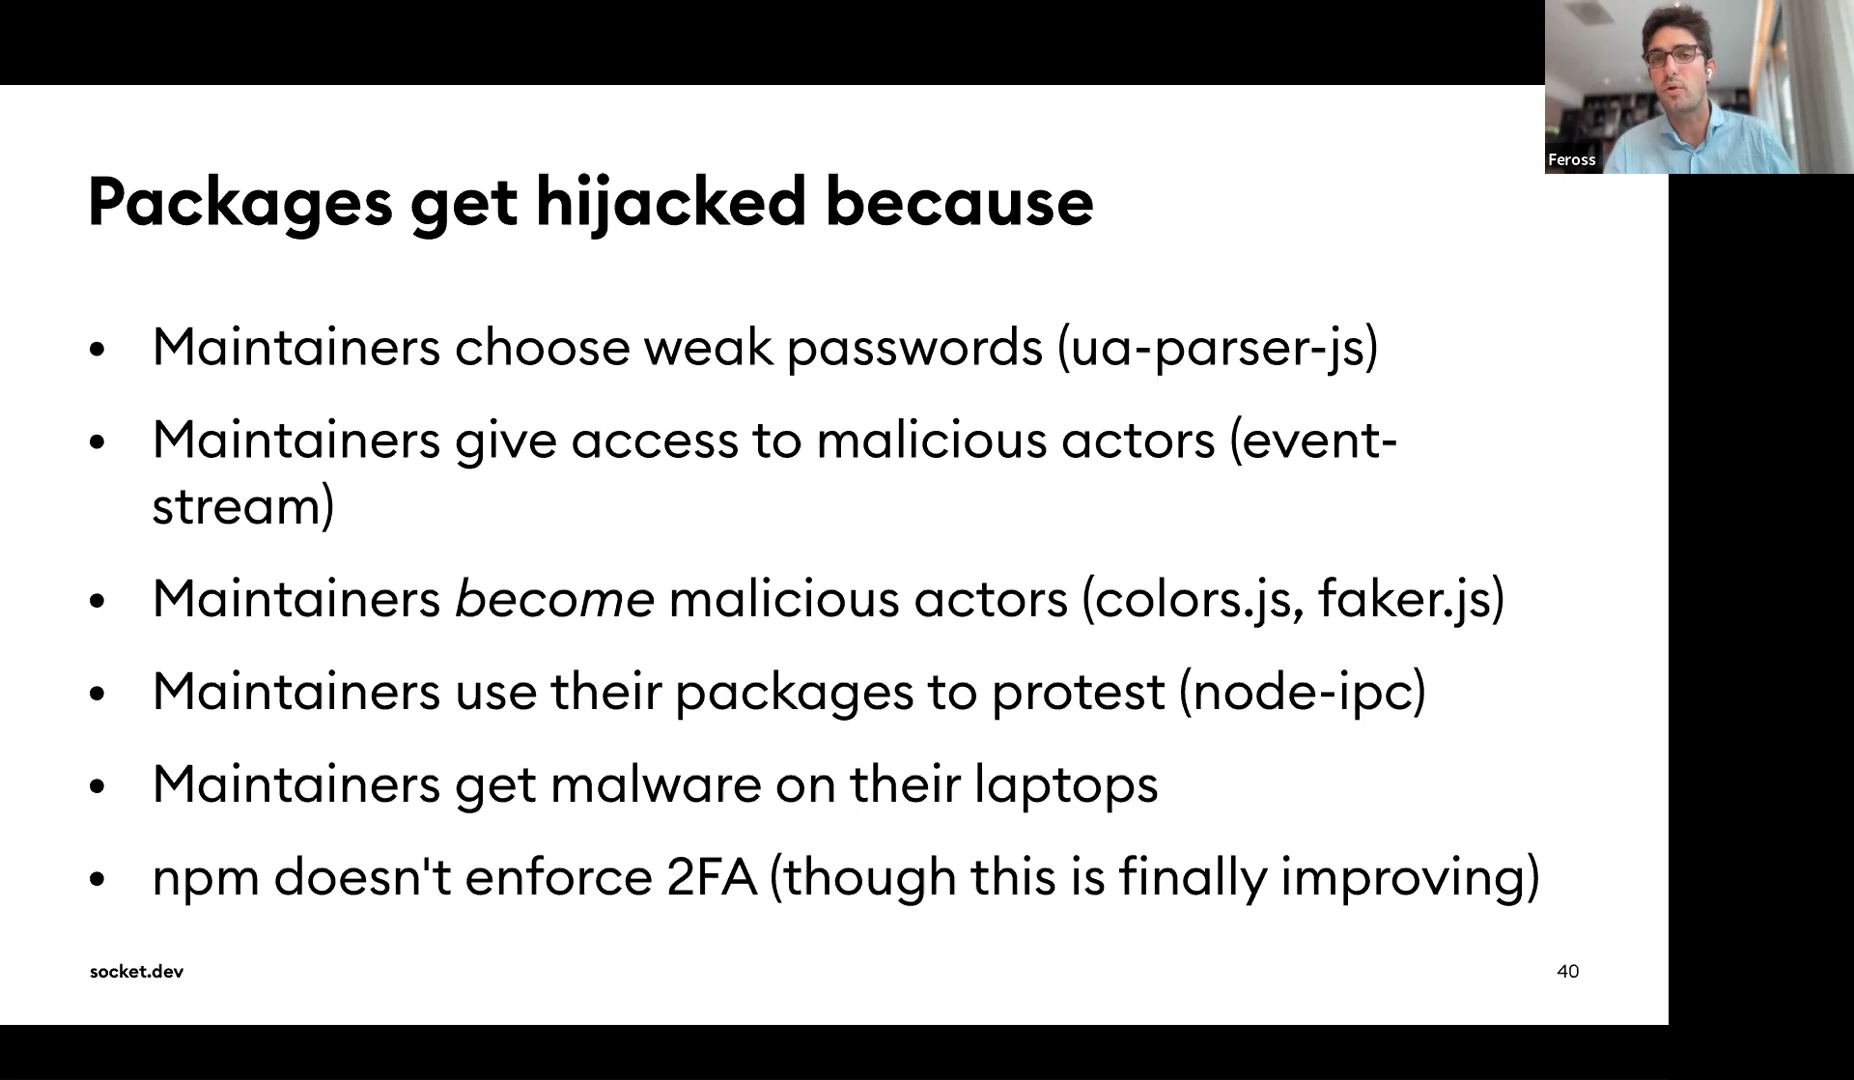 Feross
Packages get hijacked because
• Maintainers choose weak passwords (ua-parser-js)
• Maintainers give access to malicious actors (event-
stream)
• Maintainers become malicious actors (colors.js, faker.js)
• Maintainers use their packages to protest (node-ipc)
• Maintainers get malware on their laptops
• npm doesn't enforce 2FA (though this is finally improving)
socket.dev
40